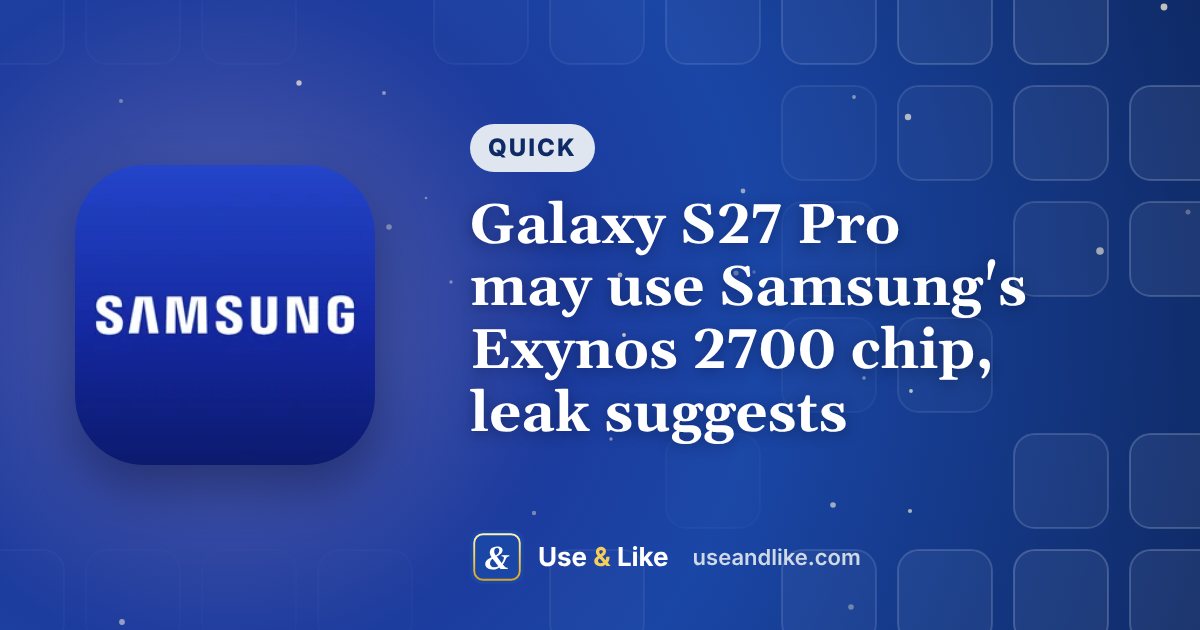 SAMSUNG
QUICK
Galaxy S27 Pro
may use Samsung's
Exynos 2700 chip,
leak suggests
& Use & Like useandlike.com